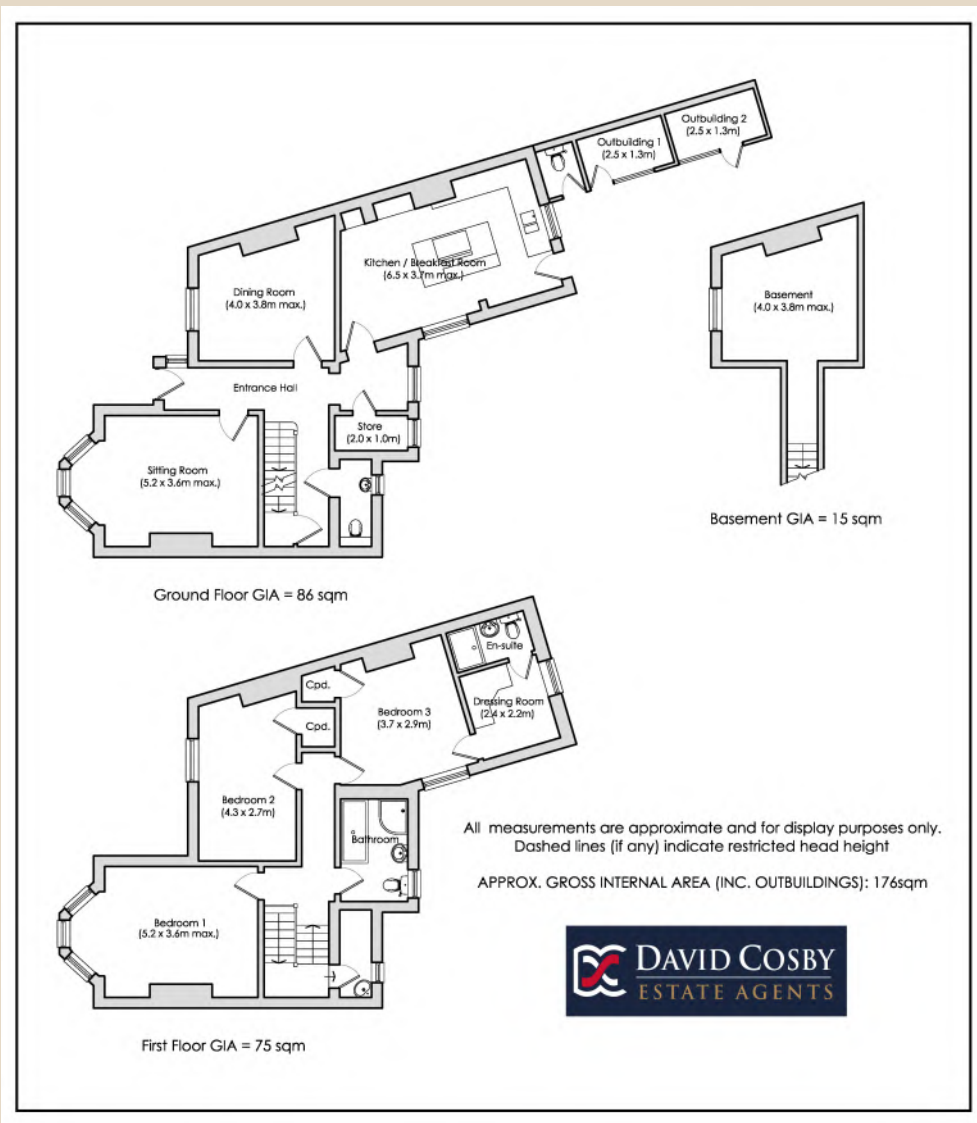 Outbuilding 2
(2.5 x 1.3m)
Outbuilding 1
(2.5 x 1.3m)
Kitchen / Breakfast Room
(6.5 x 3.7m max.)
Dining Room
(4.0 x 3.8m max.)
Basement
(4.0 x 3.8m max.)
Entrance Hall
Store
(2.0 x 1.0m)
Sitting Room
(5.2 x 3.6m max.)
Basement GIA = 15 sqm
Ground Floor GIA = 86 sqm
En-suite
Cpd.
Dressing Room
(2.4 x 2.2m)
Bedroom 3
(3.7 x 2.9m)
Cpd.
Bedroom 2
(4.3 x 2.7m)
Bathroom
All measurements are approximate and for display purposes only.
Dashed lines (if any) indicate restricted head height
APPROX. GROSS INTERNAL AREA (INC. OUTBUILDINGS): 176sqm
Bedroom 1
(5.2 x 3.6m max.)
DAVID COSBY
ESTATE AGENTS
First Floor GIA = 75 sqm